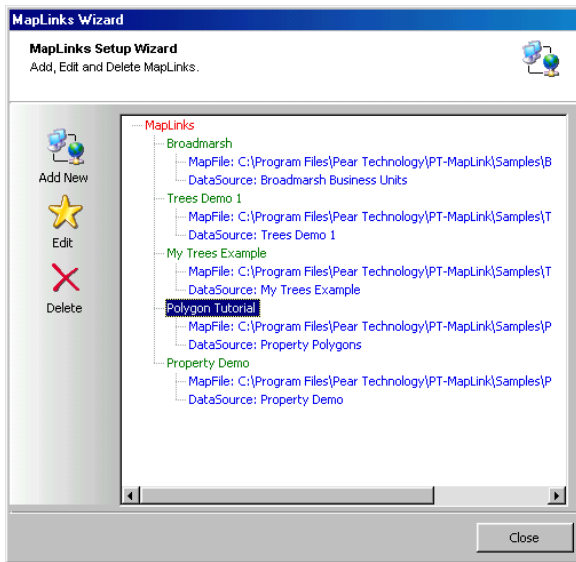 MapLinks Wizard
MapLinks Setup Wizard
Add, Edit and Delete MapLinks.
Add New
Edit
Delete
MapLinks
Broadmarsh
MapFile: C:\Program Files\Pear Technology\PT-MapLink\Samples\B
DataSource: Broadmarsh Business Units
Trees Demo 1
MapFile: C:\Program Files\Pear Technology\PT-MapLink\Samples\T
DataSource: Trees Demo 1
My Trees Example
MapFile: C:\Program Files\Pear Technology\PT-MapLink\Samples\T
DataSource: My Trees Example
Polygon Tutorial
MapFile: C:\Program Files\Pear Technology\PT-MapLink\Samples\P
DataSource: Property Polygons
Property Demo
MapFile: C:\Program Files\Pear Technology\PT-MapLink\Samples\P
DataSource: Property Demo
Close